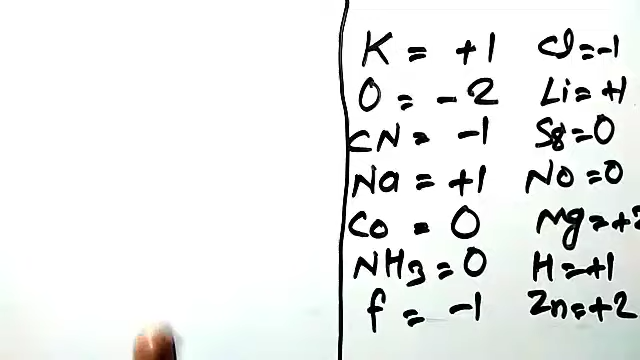 K = +1 Cl = -1
O = -2 Li = +1
CN = -1 S8 = 0
Na = +1 No = 0
Co = 0 Mg = +2
NH3 = 0 H = +1
f = -1 Zn = +2